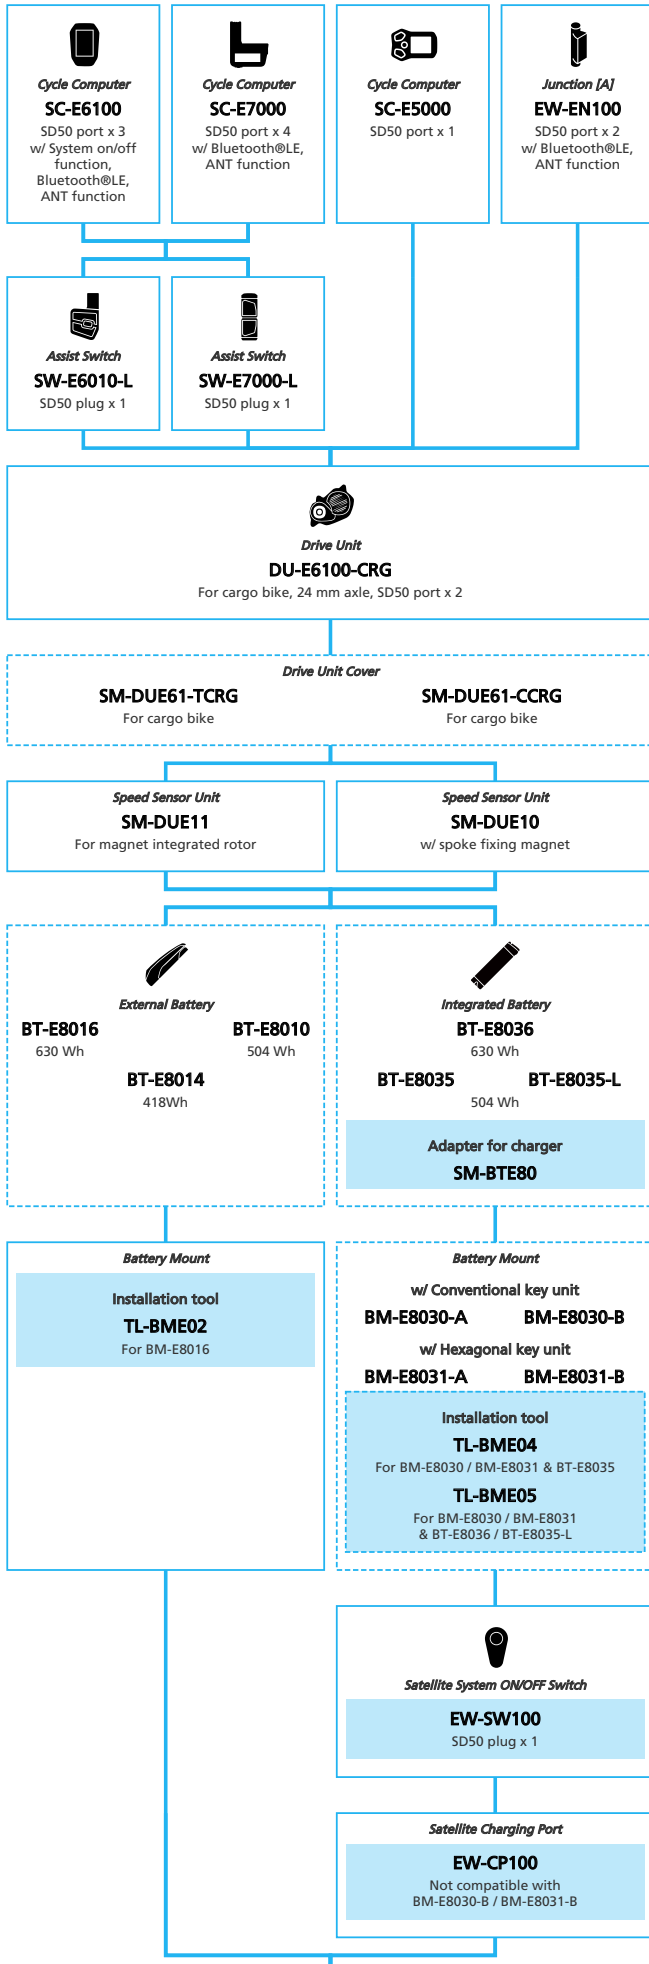 Cycle Computer
SC-E6100
SD50 port x 3
w/ System on/off
function,
Bluetooth®LE,
ANT function
Cycle Computer
SC-E7000
SD50 port x 4
w/ Bluetooth®LE,
ANT function
Cycle Computer
SC-E5000
SD50 port x 1
Junction [A]
EW-EN100
SD50 port x 2
w/ Bluetooth®LE,
ANT function
Assist Switch
SW-E6010-L
SD50 plug x 1
Assist Switch
SW-E7000-L
SD50 plug x 1
Drive Unit
DU-E6100-CRG
For cargo bike, 24 mm axle, SD50 port x 2
Drive Unit Cover
SM-DUE61-TCRG
For cargo bike
SM-DUE61-CCRG
For cargo bike
Speed Sensor Unit
SM-DUE11
For magnet integrated rotor
Speed Sensor Unit
SM-DUE10
w/ spoke fixing magnet
External Battery
BT-E8016
630 Wh
BT-E8010
504 Wh
BT-E8014
418Wh
Integrated Battery
BT-E8036
630 Wh
BT-E8035 BT-E8035-L
504 Wh
Adapter for charger
SM-BTE80
Battery Mount
Installation tool
TL-BME02
For BM-E8016
Battery Mount
w/ Conventional key unit
BM-E8030-A BM-E8030-B
w/ Hexagonal key unit
BM-E8031-A BM-E8031-B
Installation tool
TL-BME04
For BM-E8030 / BM-E8031 & BT-E8035
TL-BME05
For BM-E8030 / BM-E8031
& BT-E8036 / BT-E8035-L
Satellite System ON/OFF Switch
EW-SW100
SD50 plug x 1
Satellite Charging Port
EW-CP100
Not compatible with
BM-E8030-B / BM-E8031-B